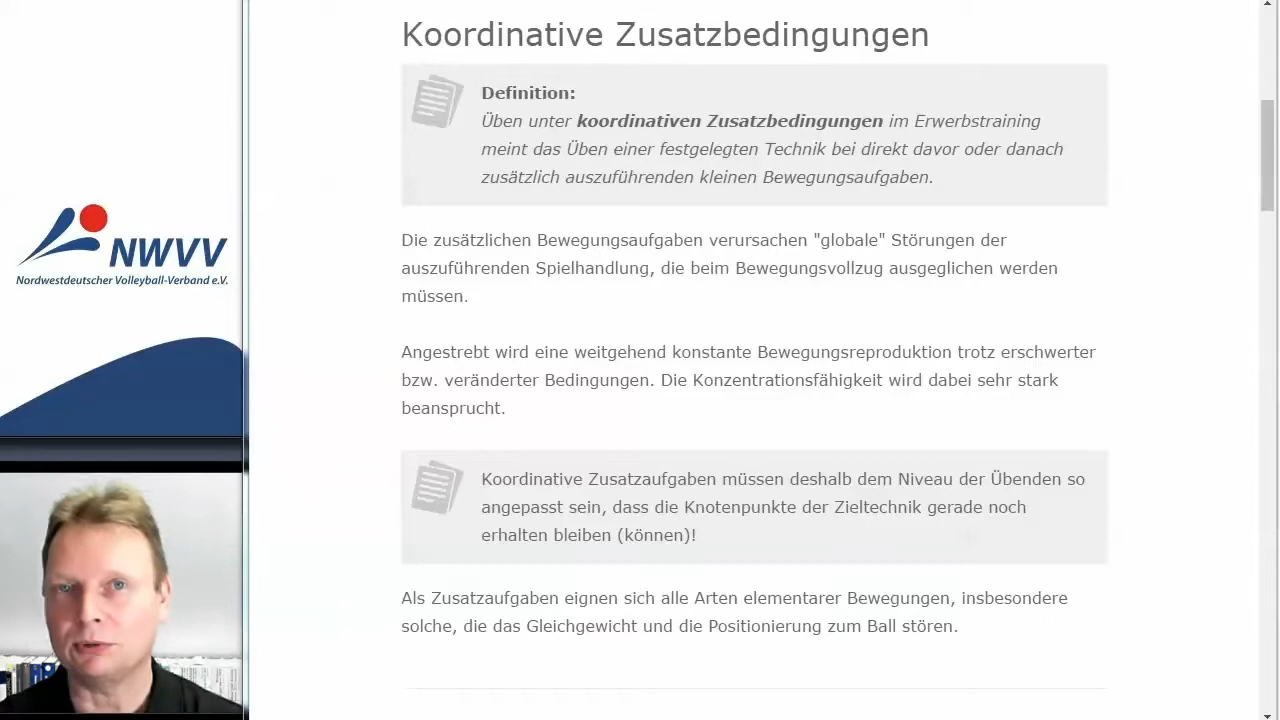 Koordinative Zusatzbedingungen
Definition:
Üben unter koordinativen Zusatzbedingungen im Erwerbstraining
meint das Üben einer festgelegten Technik bei direkt davor oder danach
zusätzlich auszuführenden kleinen Bewegungsaufgaben.
Die zusätzlichen Bewegungsaufgaben verursachen "globale" Störungen der
auszuführenden Spielhandlung, die beim Bewegungsvollzug ausgeglichen werden
müssen.
Angestrebt wird eine weitgehend konstante Bewegungsreproduktion trotz erschwerter
bzw. veränderter Bedingungen. Die Konzentrationsfähigkeit wird dabei sehr stark
beansprucht.
Koordinative Zusatzaufgaben müssen deshalb dem Niveau der Übenden so
angepasst sein, dass die Knotenpunkte der Zieltechnik gerade noch
erhalten bleiben (können)!
Als Zusatzaufgaben eignen sich alle Arten elementarer Bewegungen, insbesondere
solche, die das Gleichgewicht und die Positionierung zum Ball stören.
NWVV
Nordwestdeutscher Volleyball-Verband e.V.